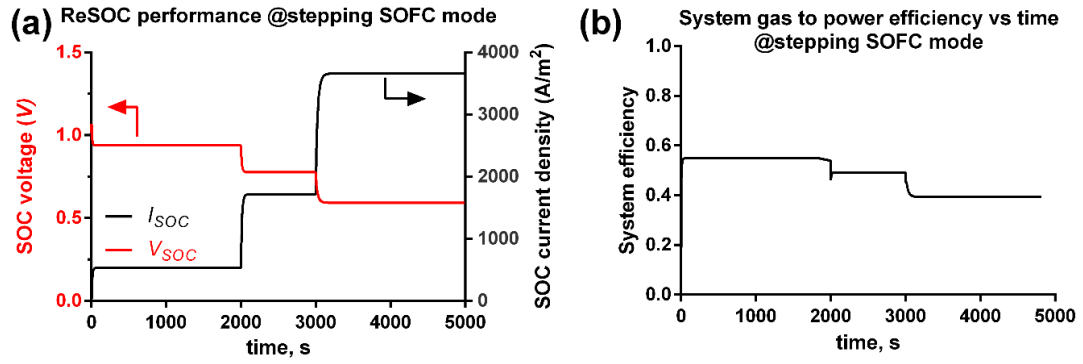 (a)
ReSOC performance @stepping SOFC mode
SOC voltage (V)
1.5
1.0
0.5
0.0
I_SOC
V_SOC
0 1000 2000 3000 4000 5000
time, s
4000
3000
2000
1000
0
SOC current density (A/m²)
(b)
System gas to power efficiency vs time
@stepping SOFC mode
System efficiency
1.0
0.8
0.6
0.4
0.2
0.0
0 1000 2000 3000 4000 5000
time, s